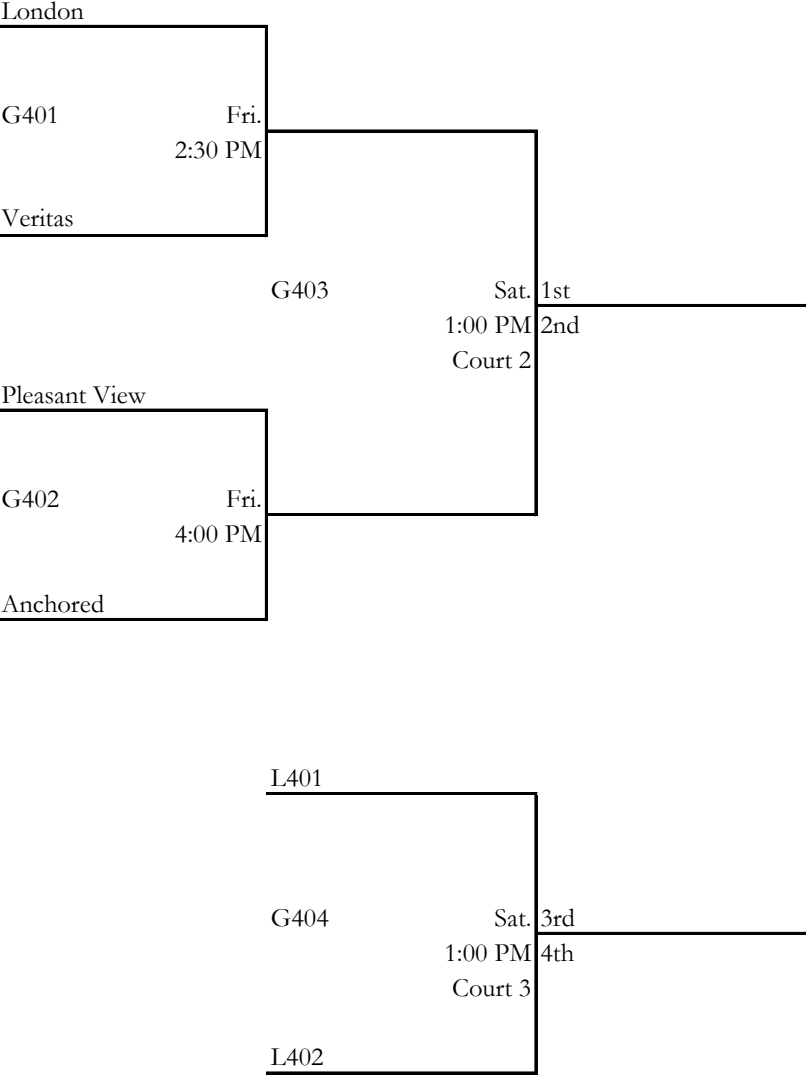 London
G401 Fri.
2:30 PM
Veritas
G403 Sat. 1st
1:00 PM 2nd
Court 2
Pleasant View
G402 Fri.
4:00 PM
Anchored
L401
G404 Sat. 3rd
1:00 PM 4th
Court 3
L402